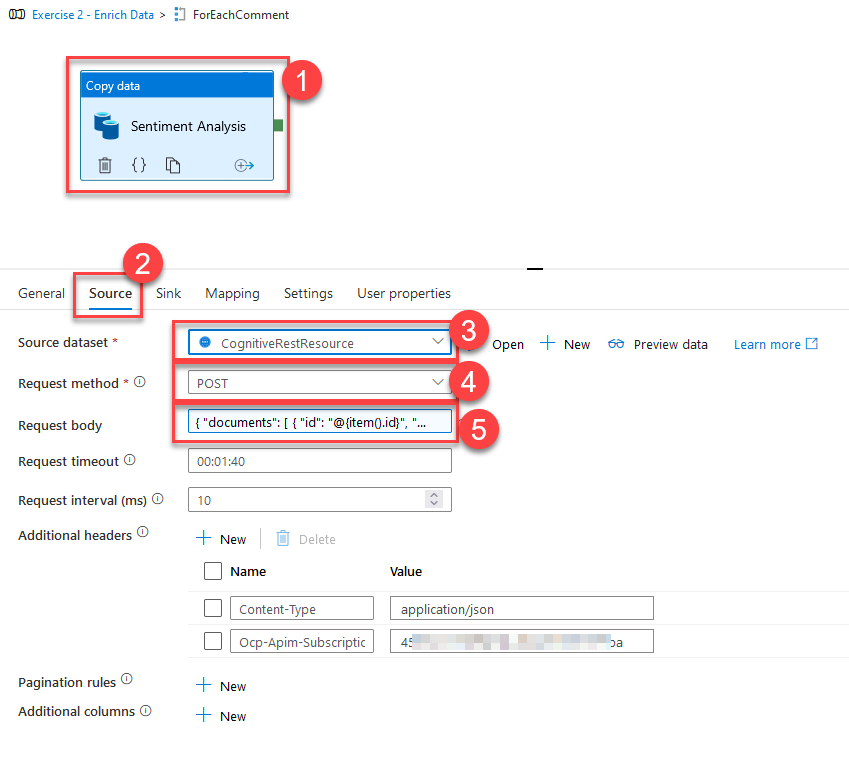 Exercise 2 - Enrich Data > ForEachComment
1
Copy data
Sentiment Analysis
{}
2
General Source Sink Mapping Settings User properties
3
Source dataset * CognitiveRestResource Open New Preview data Learn more
4
Request method * POST
5
Request body { "documents": [ { "id": "@{item().id}", "...
Request timeout 00:01:40
Request interval (ms) 10
Additional headers New Delete
Name Value
Content-Type application/json
Ocp-Apim-Subscriptic 45 ba
Pagination rules New
Additional columns New